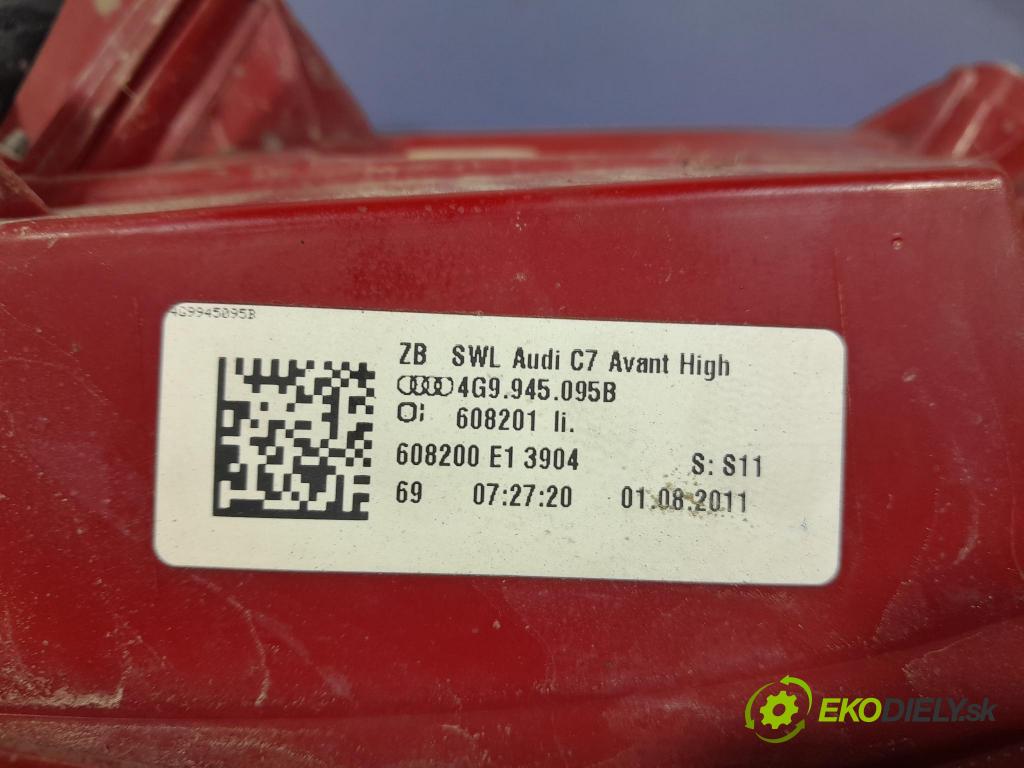 4G9945095B
ZB SWL Audi C7 Avant High
4G9.945.095B
608201 li.
608200 E1 3904 S: S11
69 07:27:20 01.08.2011
EKODIELY.sk